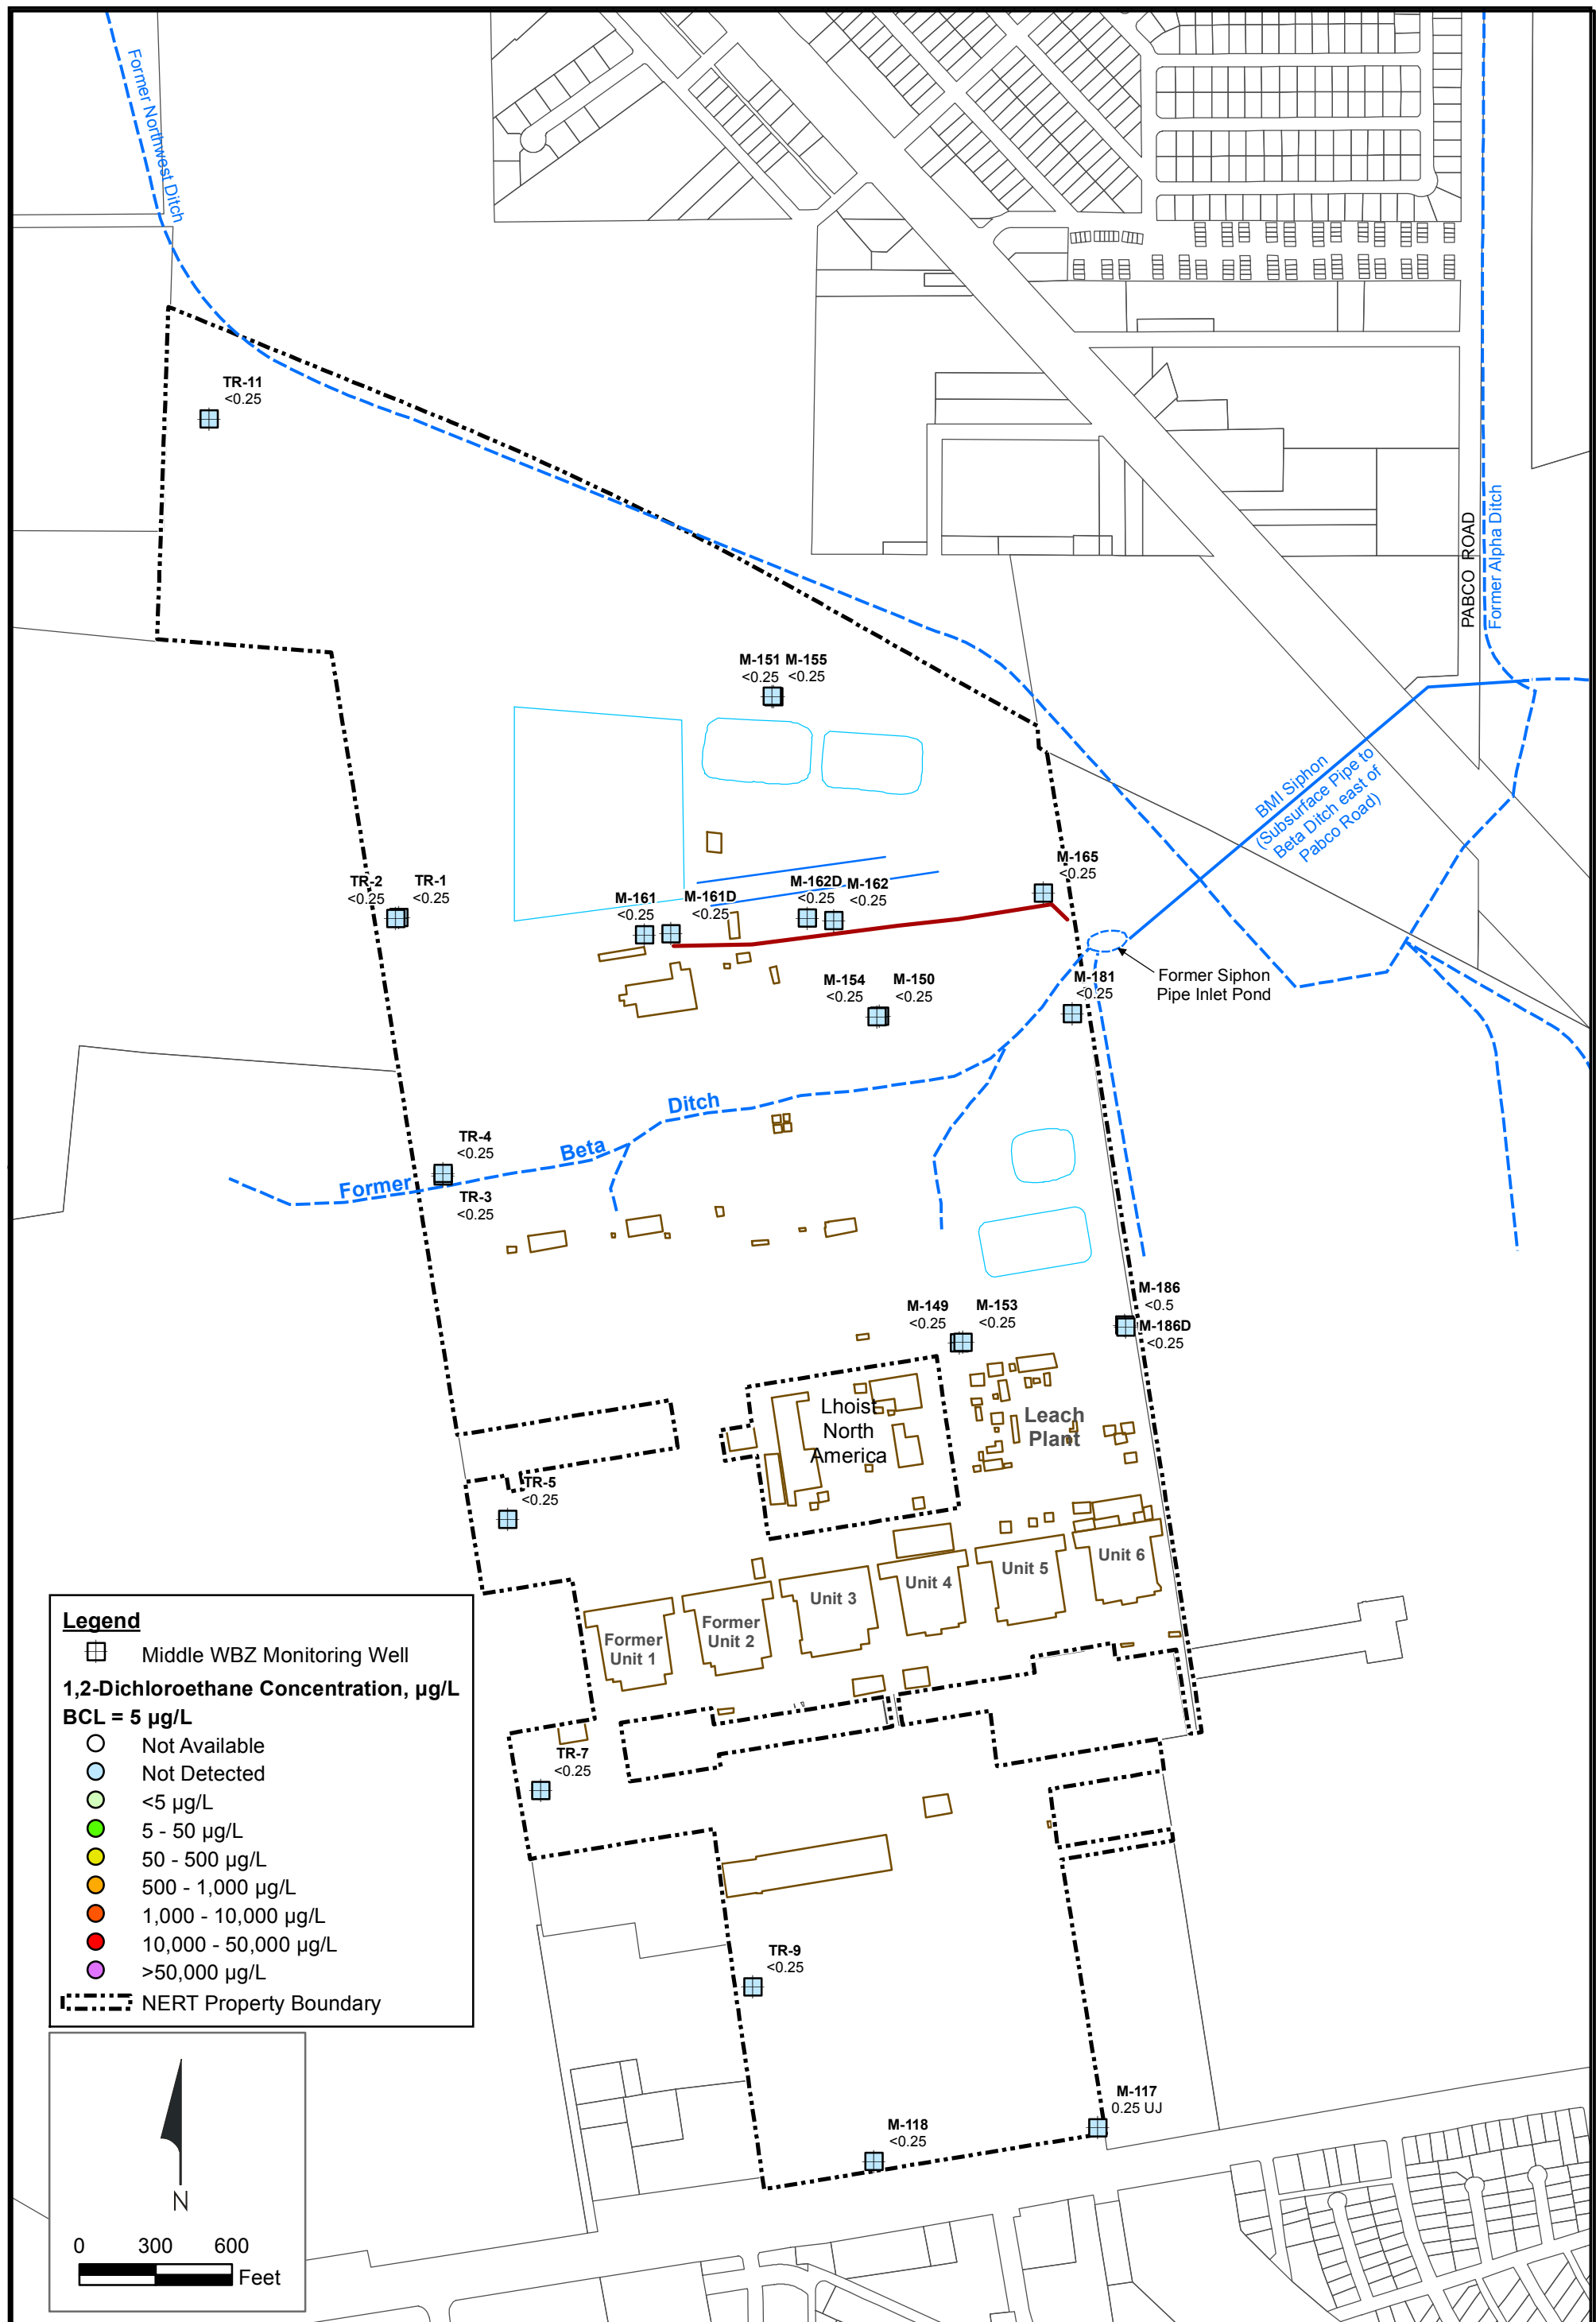 Former Northwest Ditch
TR-11
<0.25
PABCO ROAD
Former Alpha Ditch
M-151 M-155
<0.25 <0.25
BMI Siphon
(Subsurface Pipe to
Beta Ditch east of
Pabco Road)
M-165
<0.25
TR-2 TR-1
<0.25 <0.25
M-161 M-161D
<0.25 <0.25
M-162D M-162
<0.25 <0.25
M-154 M-150
<0.25 <0.25
M-181
<0.25
Former Siphon
Pipe Inlet Pond
Former Beta Ditch
TR-4
<0.25
TR-3
<0.25
M-149 M-153
<0.25 <0.25
M-186
<0.5
M-186D
<0.25
Lhoist
North
America
Leach
Plant
TR-5
<0.25
Former
Unit 1
Former
Unit 2
Unit 3
Unit 4
Unit 5
Unit 6
TR-7
<0.25
TR-9
<0.25
M-118
<0.25
M-117
0.25 UJ
Legend
Middle WBZ Monitoring Well
1,2-Dichloroethane Concentration, µg/L
BCL = 5 µg/L
Not Available
Not Detected
<5 µg/L
5 - 50 µg/L
50 - 500 µg/L
500 - 1,000 µg/L
1,000 - 10,000 µg/L
10,000 - 50,000 µg/L
>50,000 µg/L
NERT Property Boundary
N
0 300 600
Feet